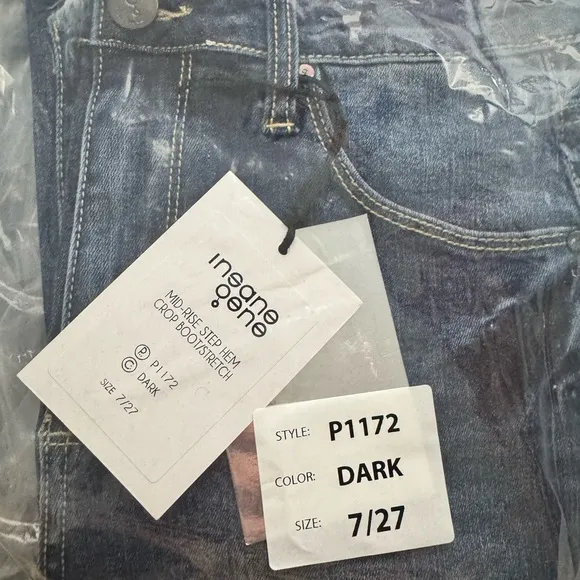 insane
gene
MID-RISE STEP HEM
CROP BOOT/STRETCH
Ⓟ P1172
Ⓒ DARK
SIZE 7/27
STYLE: P1172
COLOR: DARK
SIZE: 7/27